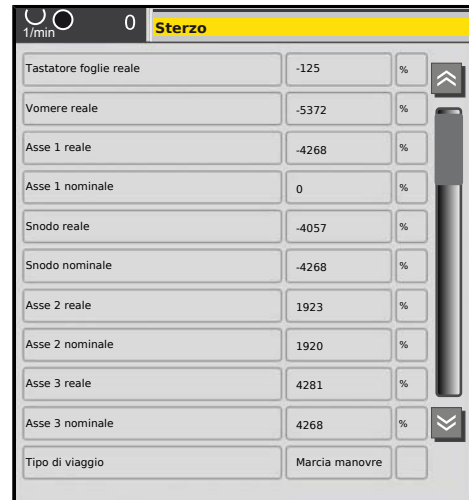 1/min 0 Sterzo
Tastatore foglie reale -125 %
Vomere reale -5372 %
Asse 1 reale -4268 %
Asse 1 nominale 0 %
Snodo reale -4057 %
Snodo nominale -4268 %
Asse 2 reale 1923 %
Asse 2 nominale 1920 %
Asse 3 reale 4281 %
Asse 3 nominale 4268 %
Tipo di viaggio Marcia manovre